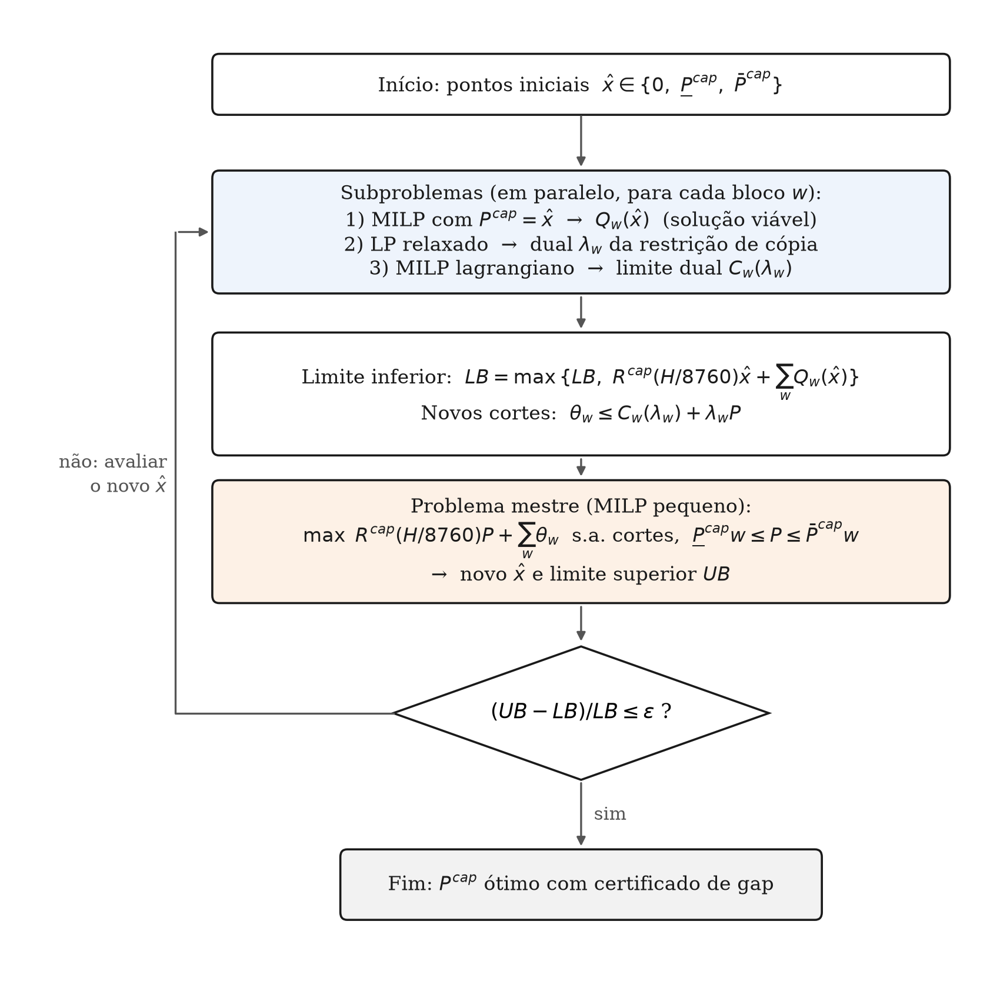 Início: pontos iniciais x̂ ∈ {0, P̲^cap, P̄^cap}
Subproblemas (em paralelo, para cada bloco w):
1) MILP com P^cap = x̂ → Q_w(x̂) (solução viável)
2) LP relaxado → dual λ_w da restrição de cópia
3) MILP lagrangiano → limite dual C_w(λ_w)
Limite inferior: LB = max {LB, R^cap(H/8760)x̂ + ∑_w Q_w(x̂)}
Novos cortes: θ_w ≤ C_w(λ_w) + λ_w P
não: avaliar
o novo x̂
Problema mestre (MILP pequeno):
max R^cap(H/8760)P + ∑_w θ_w s.a. cortes, P̲^cap w ≤ P ≤ P̄^cap w
→ novo x̂ e limite superior UB
(UB − LB)/LB ≤ ε ?
sim
Fim: P^cap ótimo com certificado de gap